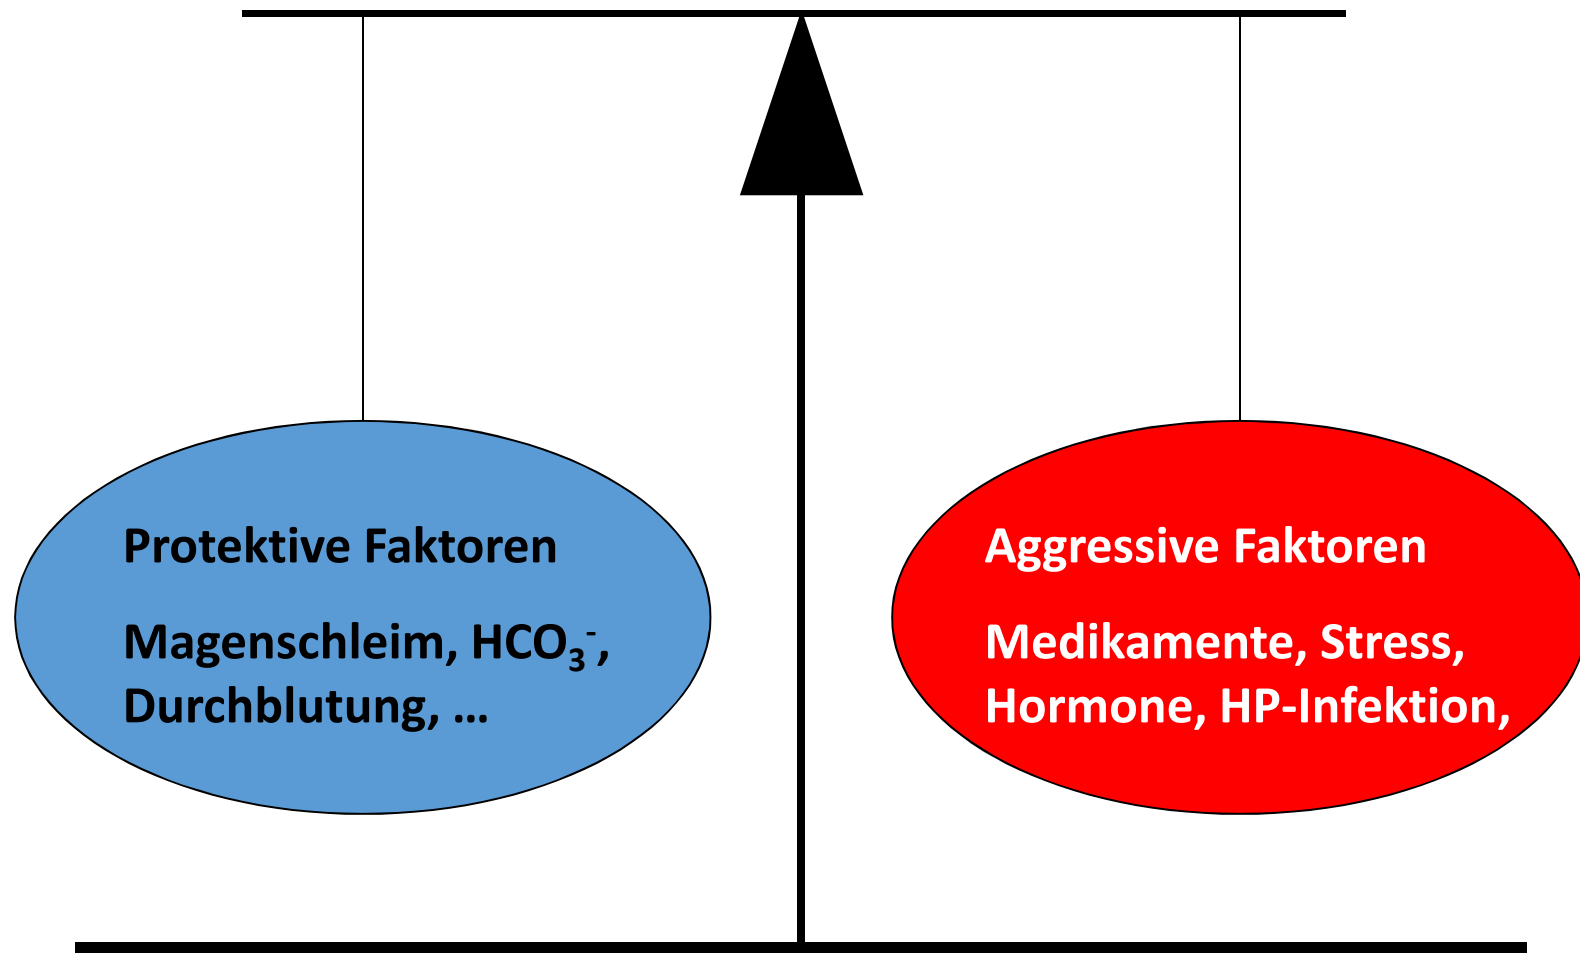 Protektive Faktoren
Magenschleim, HCO₃⁻,
Durchblutung, ...
Aggressive Faktoren
Medikamente, Stress,
Hormone, HP-Infektion,